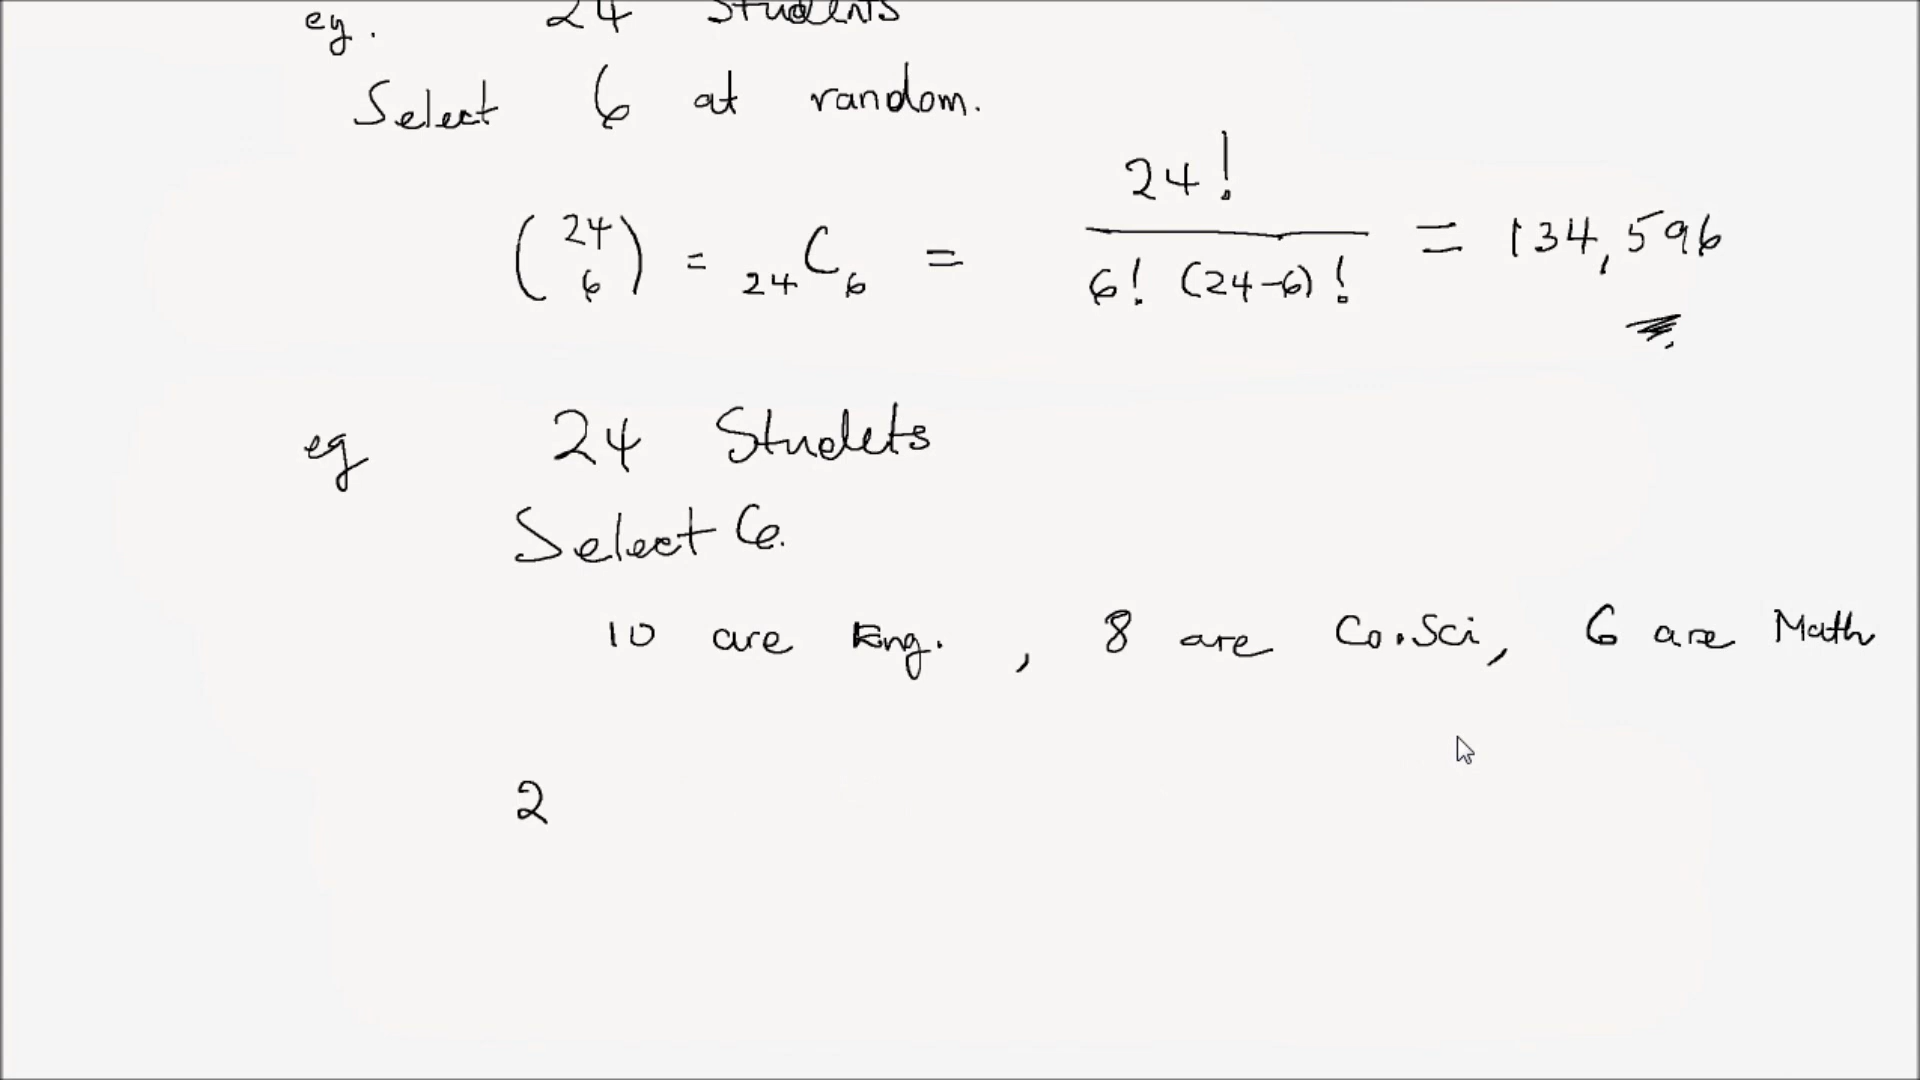 eg. 24 Students
Select 6 at random.
(24 6) = 24C6 = 24! / 6! (24-6)! = 134,596
eg 24 Studets
Select 6.
10 are Eng. , 8 are Co.Sci, 6 are Math
2